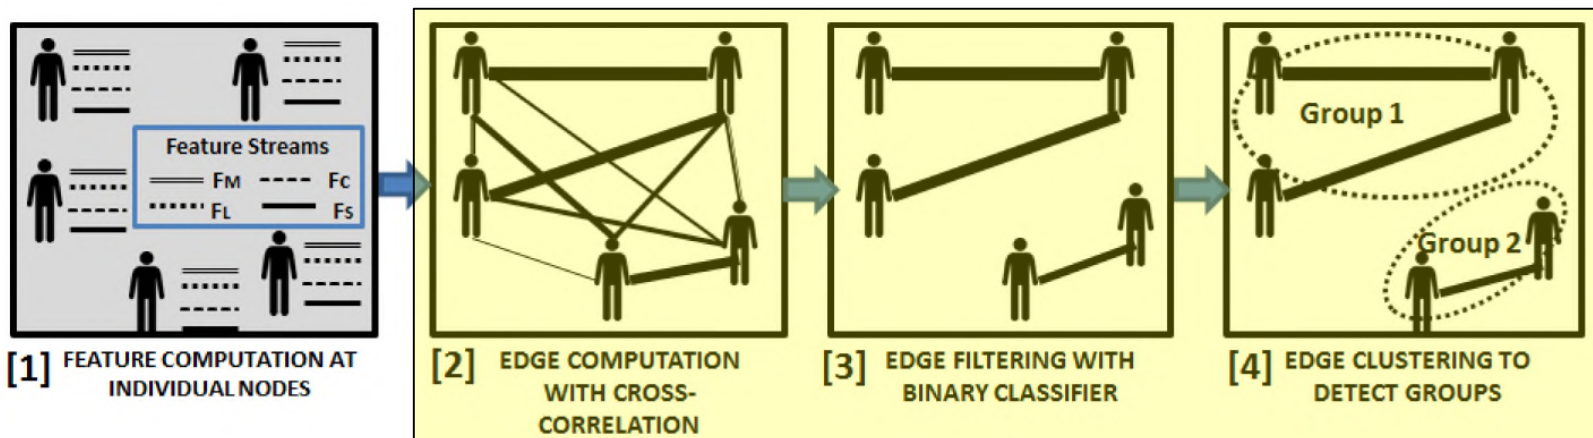 Feature Streams
FM FC
FL FS
[1] FEATURE COMPUTATION AT
INDIVIDUAL NODES
[2] EDGE COMPUTATION
WITH CROSS-
CORRELATION
[3] EDGE FILTERING WITH
BINARY CLASSIFIER
Group 1
Group 2
[4] EDGE CLUSTERING TO
DETECT GROUPS